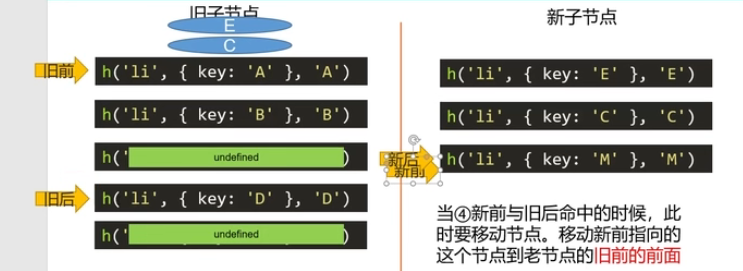 旧子节点
E
C
旧前
h('li', { key: 'A' }, 'A')
h('li', { key: 'B' }, 'B')
h(' undefined )
旧后
h('li', { key: 'D' }, 'D')
h(' undefined )
新子节点
h('li', { key: 'E' }, 'E')
h('li', { key: 'C' }, 'C')
新后
新前
h('li', { key: 'M' }, 'M')
当④新前与旧后命中的时候，此
时要移动节点。移动新前指向的
这个节点到老节点的旧前的前面